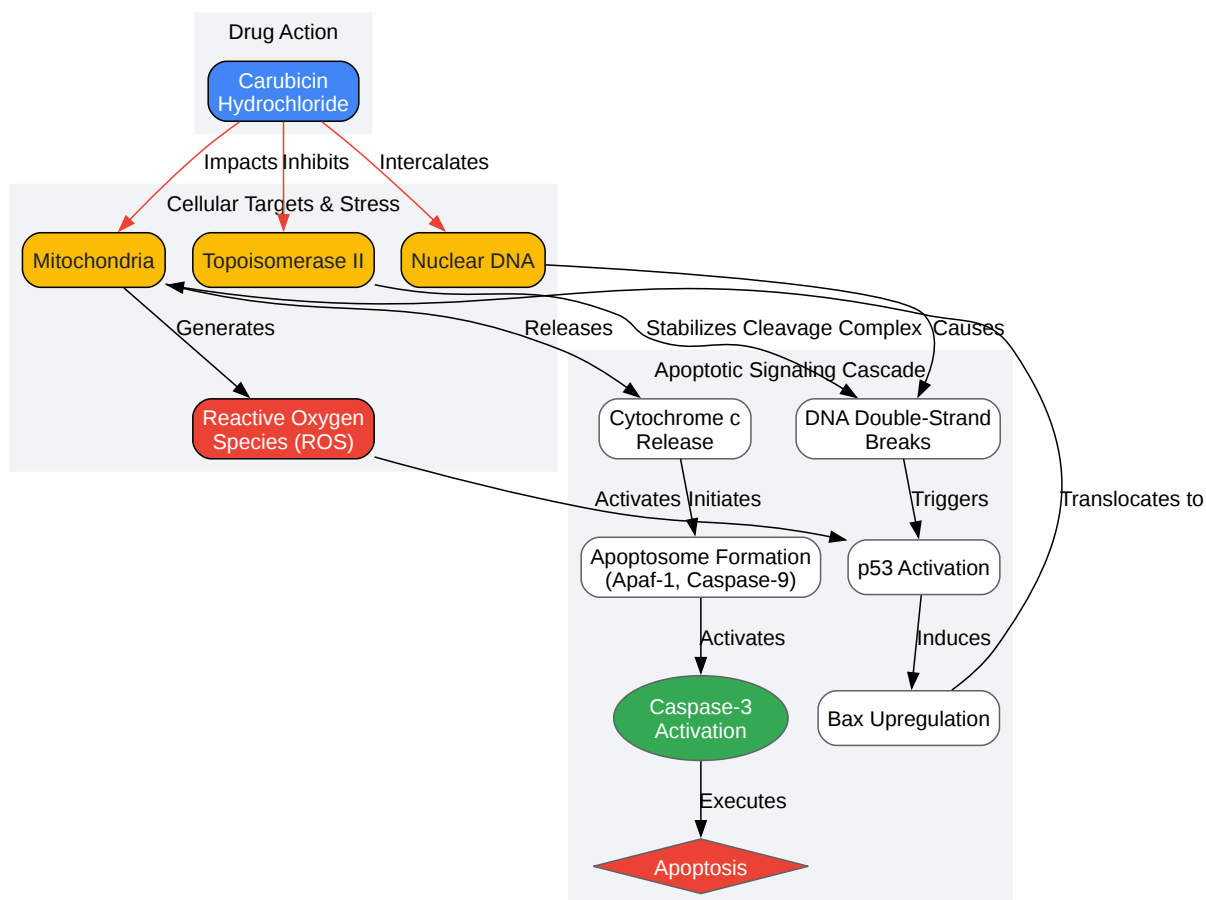 Drug Action
Carubicin
Hydrochloride
Impacts
Inhibits
Intercalates
Cellular Targets & Stress
Mitochondria
Topoisomerase II
Nuclear DNA
Generates
Releases
Stabilizes Cleavage Complex
Causes
Apoptotic Signaling Cascade
Reactive Oxygen
Species (ROS)
Cytochrome c
Release
DNA Double-Strand
Breaks
Activates
Initiates
Triggers
Translocates to
Apoptosome Formation
(Apaf-1, Caspase-9)
p53 Activation
Activates
Induces
Caspase-3
Activation
Bax Upregulation
Executes
Apoptosis